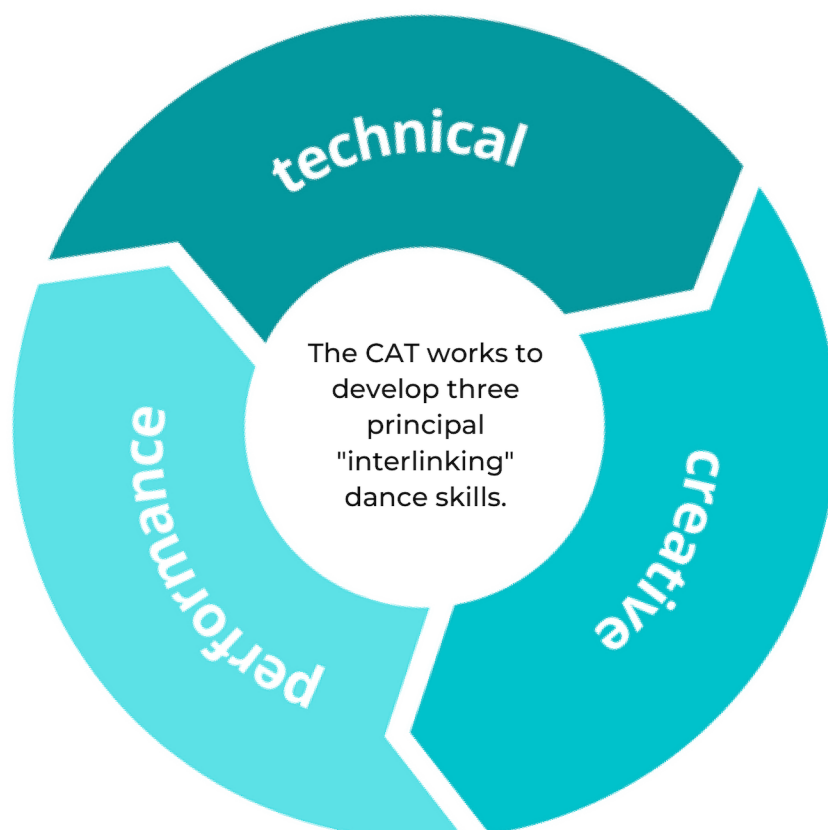 technical
The CAT works to
develop three
principal
"interlinking"
dance skills.
creative
performance